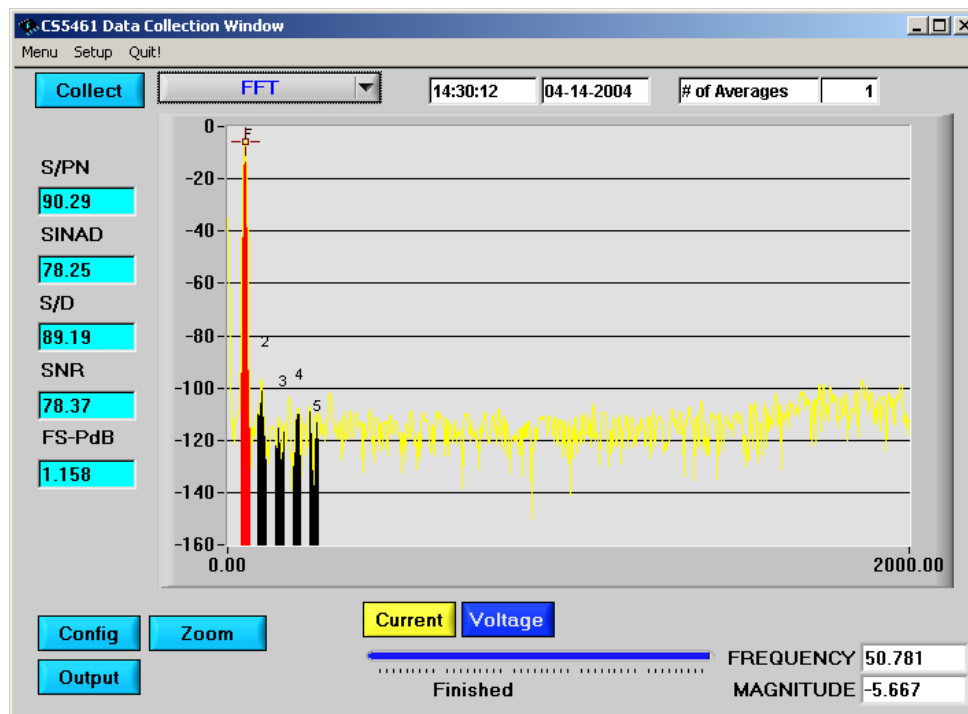 CS5461 Data Collection Window
Menu Setup Quit!
Collect FFT 14:30:12 04-14-2004 # of Averages 1
S/PN
90.29
SINAD
78.25
S/D
89.19
SNR
78.37
FS-PdB
1.158
0
-20
-40
-60
-80
-100
-120
-140
-160
F
2
3
4
5
0.00 2000.00
Current Voltage
Config Zoom
Output
Finished
FREQUENCY 50.781
MAGNITUDE -5.667